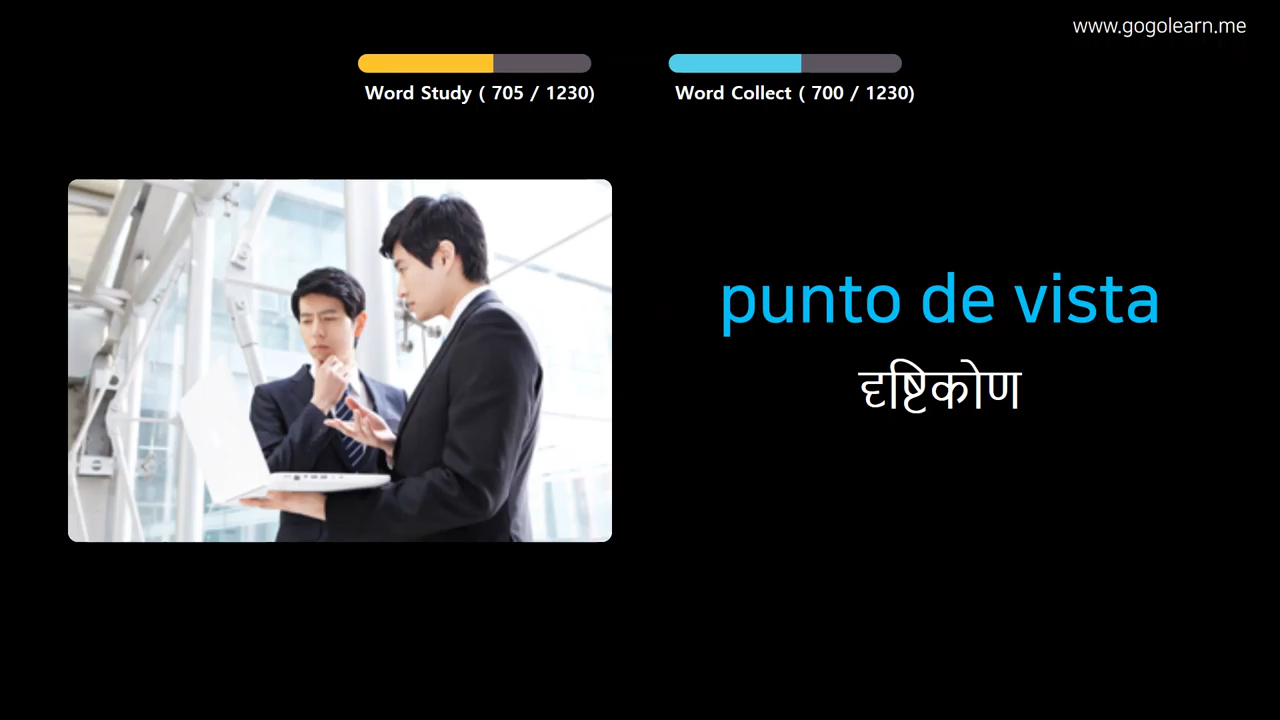 www.gogolearn.me
Word Study ( 705 / 1230)
Word Collect ( 700 / 1230)
punto de vista
दृष्टिकोण